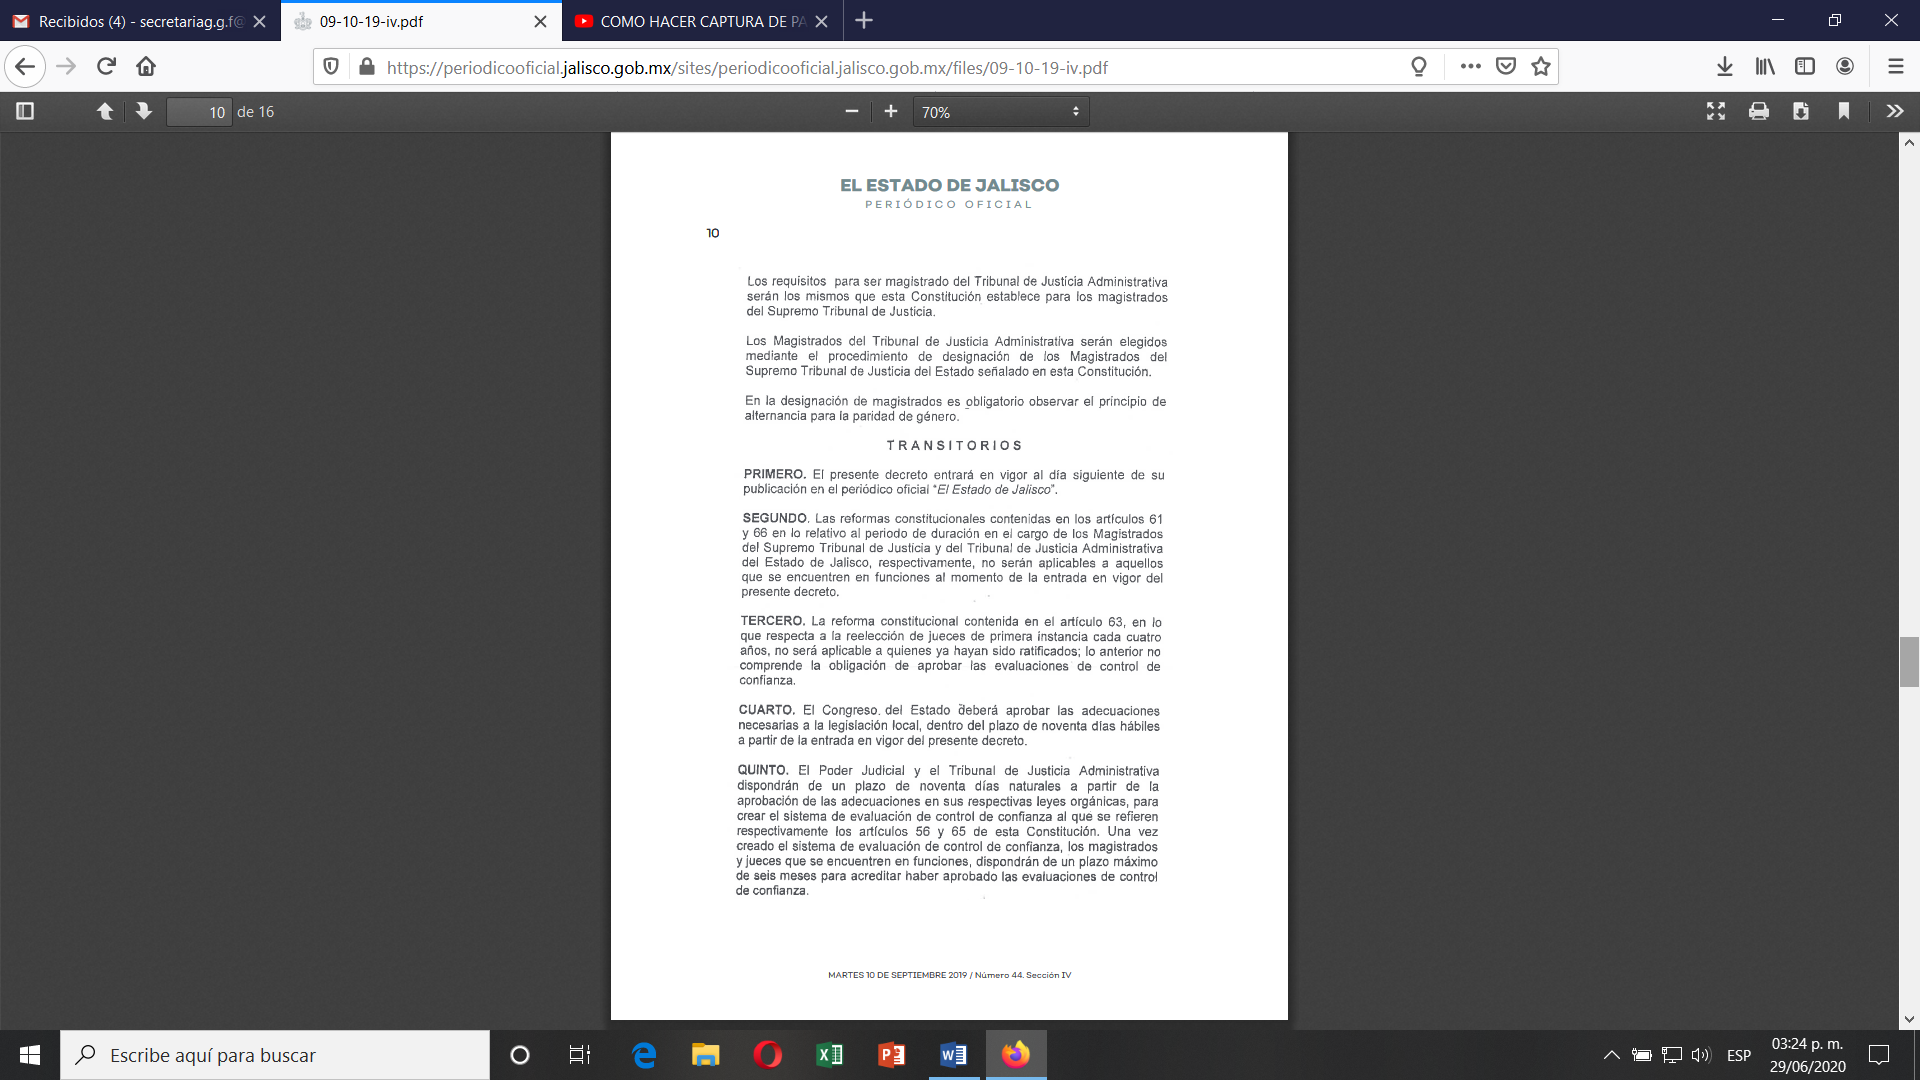 Recibidos (4) - secretariag.g.f@
09-10-19-iv.pdf
COMO HACER CAPTURA DE PA
https://periodicooficial.jalisco.gob.mx/sites/periodicooficial.jalisco.gob.mx/files/09-10-19-iv.pdf
10 de 16
70%
EL ESTADO DE JALISCO
PERIÓDICO OFICIAL
10
Los requisitos para ser magistrado del Tribunal de Justicia Administrativa
serán los mismos que esta Constitución establece para los magistrados
del Supremo Tribunal de Justicia.
Los Magistrados del Tribunal de Justicia Administrativa serán elegidos
mediante el procedimiento de designación de los Magistrados del
Supremo Tribunal de Justicia del Estado señalado en esta Constitución.
En la designación de magistrados es obligatorio observar el principio de
alternancia para la paridad de género.
TRANSITORIOS
PRIMERO. El presente decreto entrará en vigor al día siguiente de su
publicación en el periódico oficial "El Estado de Jalisco".
SEGUNDO. Las reformas constitucionales contenidas en los artículos 61
y 66 en lo relativo al periodo de duración en el cargo de los Magistrados
del Supremo Tribunal de Justicia y del Tribunal de Justicia Administrativa
del Estado de Jalisco, respectivamente, no serán aplicables a aquellos
que se encuentren en funciones al momento de la entrada en vigor del
presente decreto.
TERCERO. La reforma constitucional contenida en el artículo 63, en lo
que respecta a la reelección de jueces de primera instancia cada cuatro
años, no será aplicable a quienes ya hayan sido ratificados; lo anterior no
comprende la obligación de aprobar las evaluaciones de control de
confianza.
CUARTO. El Congreso del Estado deberá aprobar las adecuaciones
necesarias a la legislación local, dentro del plazo de noventa días hábiles
a partir de la entrada en vigor del presente decreto.
QUINTO. El Poder Judicial y el Tribunal de Justicia Administrativa
dispondrán de un plazo de noventa días naturales a partir de la
aprobación de las adecuaciones en sus respectivas leyes orgánicas, para
crear el sistema de evaluación de control de confianza al que se refieren
respectivamente los artículos 56 y 65 de esta Constitución. Una vez
creado el sistema de evaluación de control de confianza, los magistrados
y jueces que se encuentren en funciones, dispondrán de un plazo máximo
de seis meses para acreditar haber aprobado las evaluaciones de control
de confianza.
MARTES 10 DE SEPTIEMBRE 2019 / Número 44. Sección IV
Escribe aquí para buscar
ESP
03:24 p. m.
29/06/2020